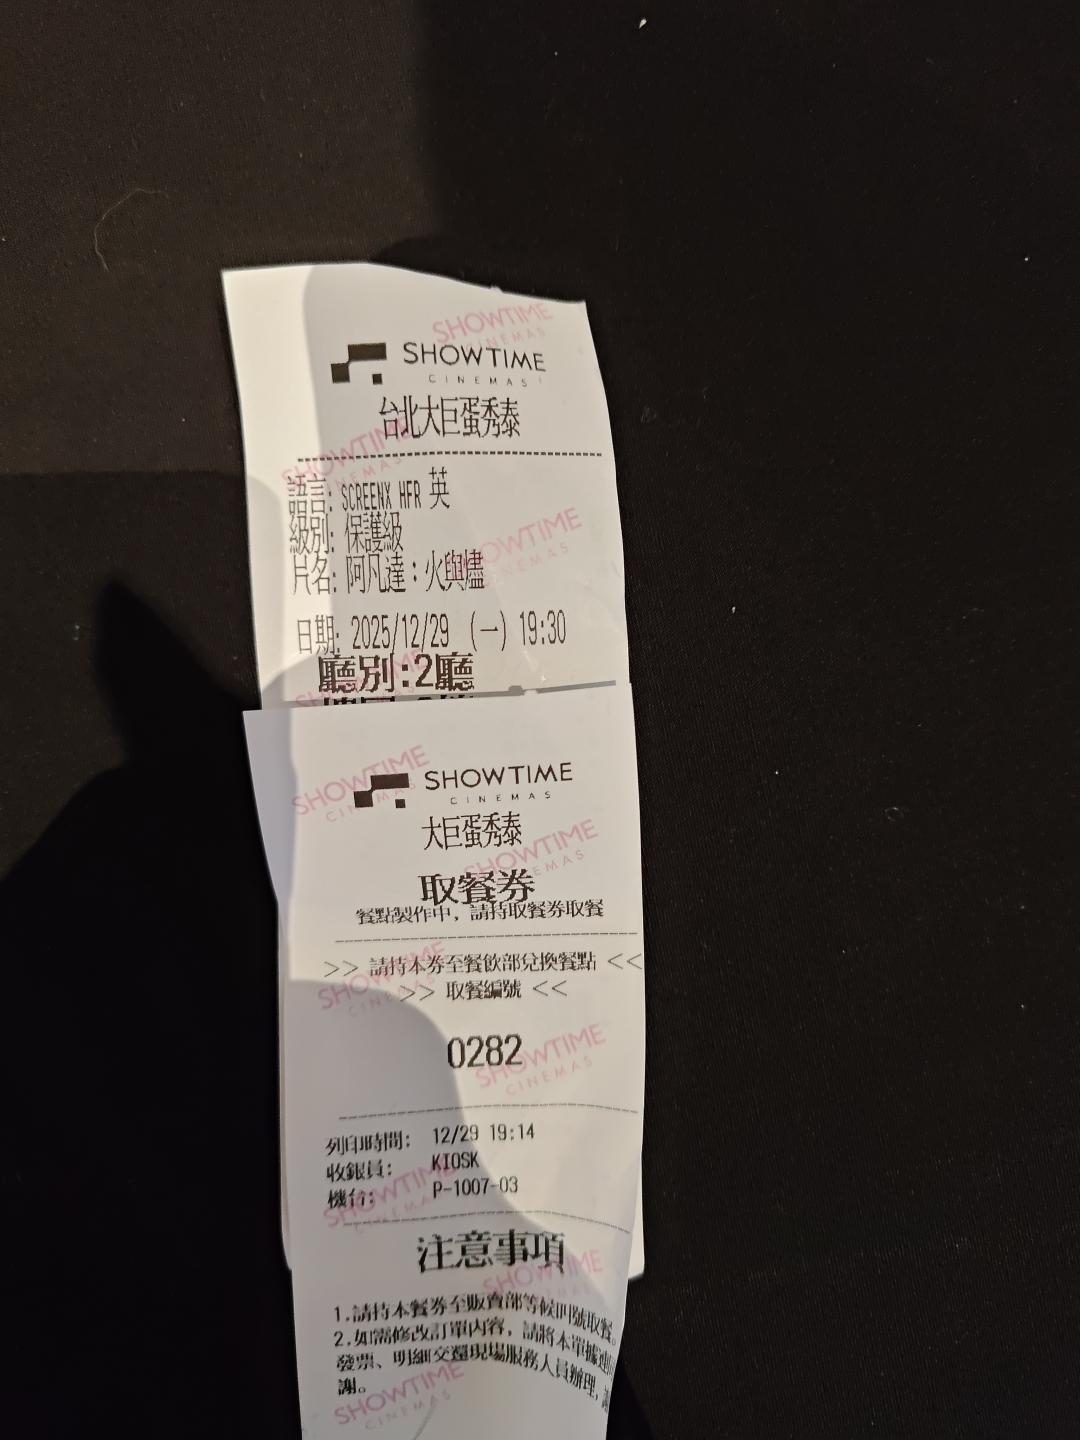 SHOWTIME
CINEMAS
台北大巨蛋秀泰
語言: SCREENX HFR 英
級別: 保護級
片名: 阿凡達：火與燼
日期: 2025/12/29 (一) 19:30
廳別:2廳
SHOWTIME
CINEMAS
大巨蛋秀泰
取餐券
餐點製作中, 請持取餐券取餐
>> 請持本券至餐飲部兌換餐點 <<
>> 取餐編號 <<
0282
列印時間: 12/29 19:14
收銀員: KIOSK
機台: P-1007-03
注意事項
1.請持本餐券至販賣部等候叫號取餐。
2.如需修改訂單內容, 請將本單據連同
發票、明細交還現場服務人員辦理, 謝
謝。